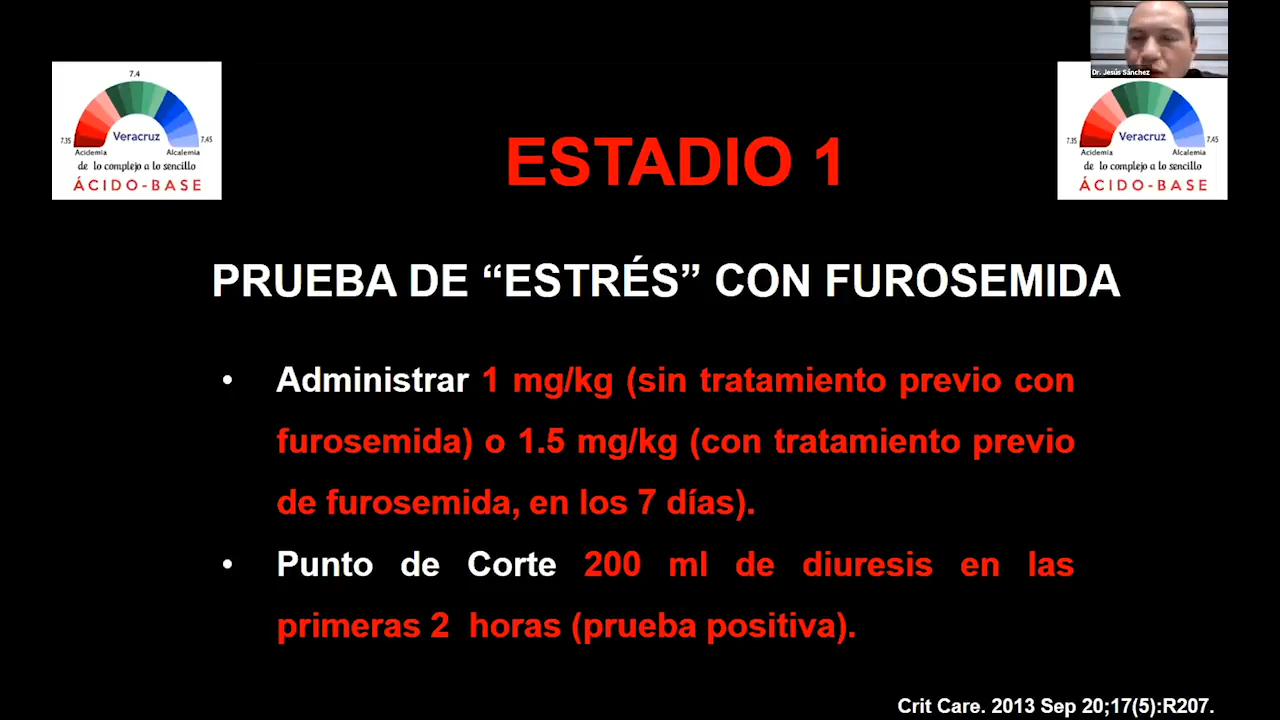 Dr. Jesús Sánchez
7.4
7.35
Veracruz
7.45
Acidemia
Alcalemia
de lo complejo a lo sencillo
ÁCIDO-BASE
7.35
Veracruz
7.45
Acidemia
Alcalemia
de lo complejo a lo sencillo
ÁCIDO-BASE
ESTADIO 1
PRUEBA DE “ESTRÉS” CON FUROSEMIDA
• Administrar 1 mg/kg (sin tratamiento previo con
furosemida) o 1.5 mg/kg (con tratamiento previo
de furosemida, en los 7 días).
• Punto de Corte 200 ml de diuresis en las
primeras 2 horas (prueba positiva).
Crit Care. 2013 Sep 20;17(5):R207.